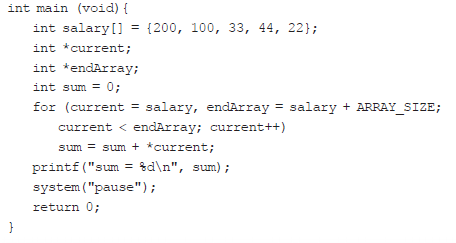 int main (void){
int salary[] = {200, 100, 33, 44, 22};
int *current;
int *endArray;
int sum = 0;
for (current = salary, endArray = salary + ARRAY_SIZE;
current < endArray; current++)
sum = sum + *current;
printf("sum = %d\n", sum);
system("pause");
return 0;
}